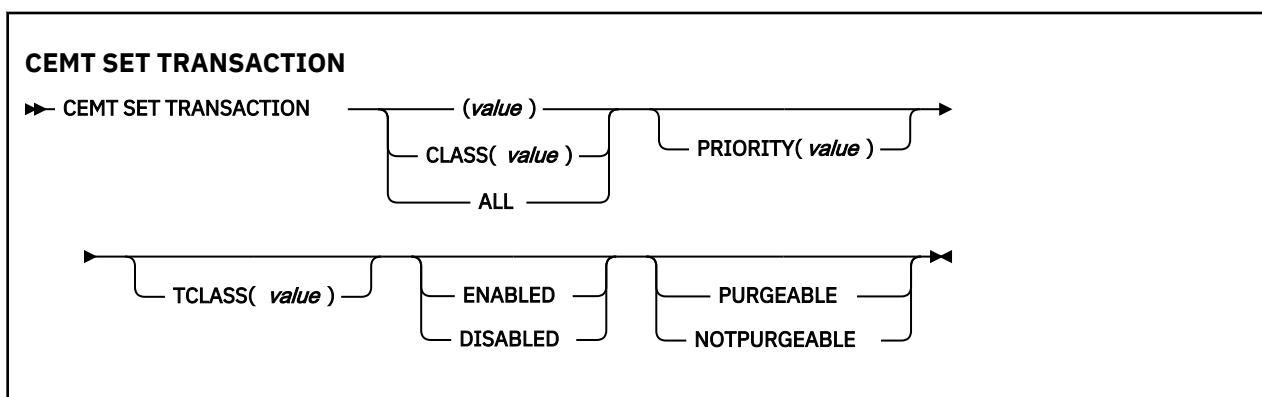 CEMT SET TRANSACTION
CEMT SET TRANSACTION (value )
CLASS( value )
ALL
PRIORITY( value )
TCLASS( value )
ENABLED
DISABLED
PURGEABLE
NOTPURGEABLE